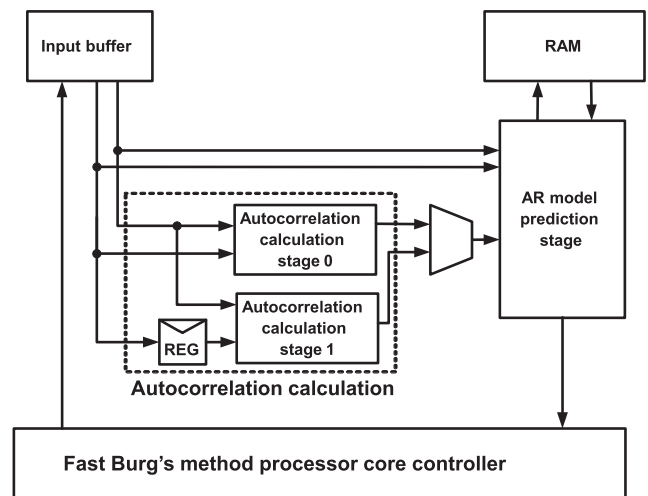 Input buffer
RAM
AR model
prediction
stage
Autocorrelation
calculation
stage 0
Autocorrelation
calculation
stage 1
REG
Autocorrelation calculation
Fast Burg's method processor core controller